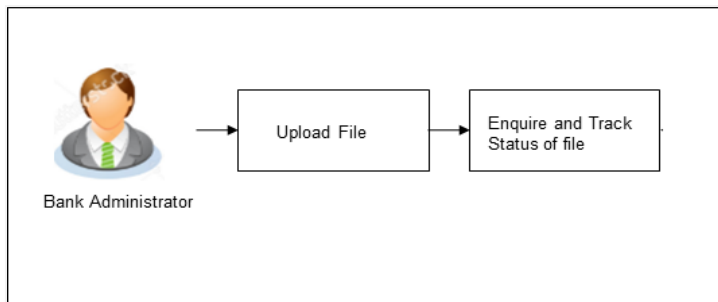 Upload File
Enquire and Track
Status of file
Bank Administrator